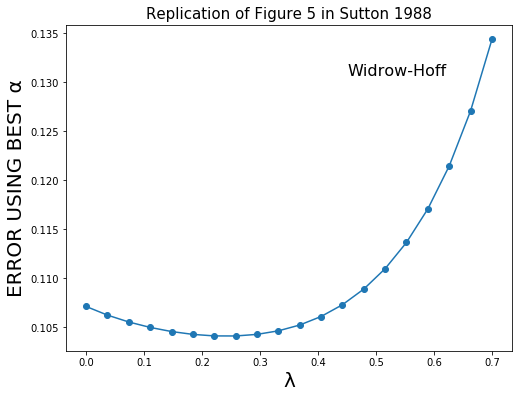 Replication of Figure 5 in Sutton 1988
Widrow-Hoff
ERROR USING BEST α
0.135
0.130
0.125
0.120
0.115
0.110
0.105
0.0 0.1 0.2 0.3 0.4 0.5 0.6 0.7
λ